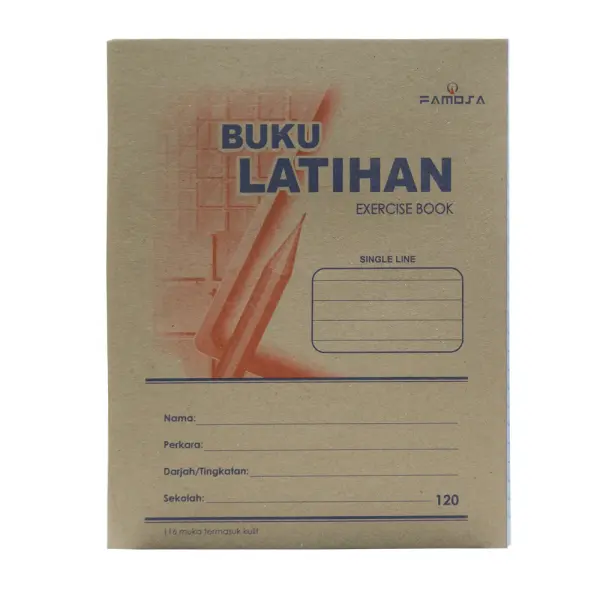 FAMOSA
BUKU
LATIHAN
EXERCISE BOOK
SINGLE LINE
Nama:
Perkara:
Darjah/Tingkatan:
Sekolah:
120
116 muka termasuk kulit